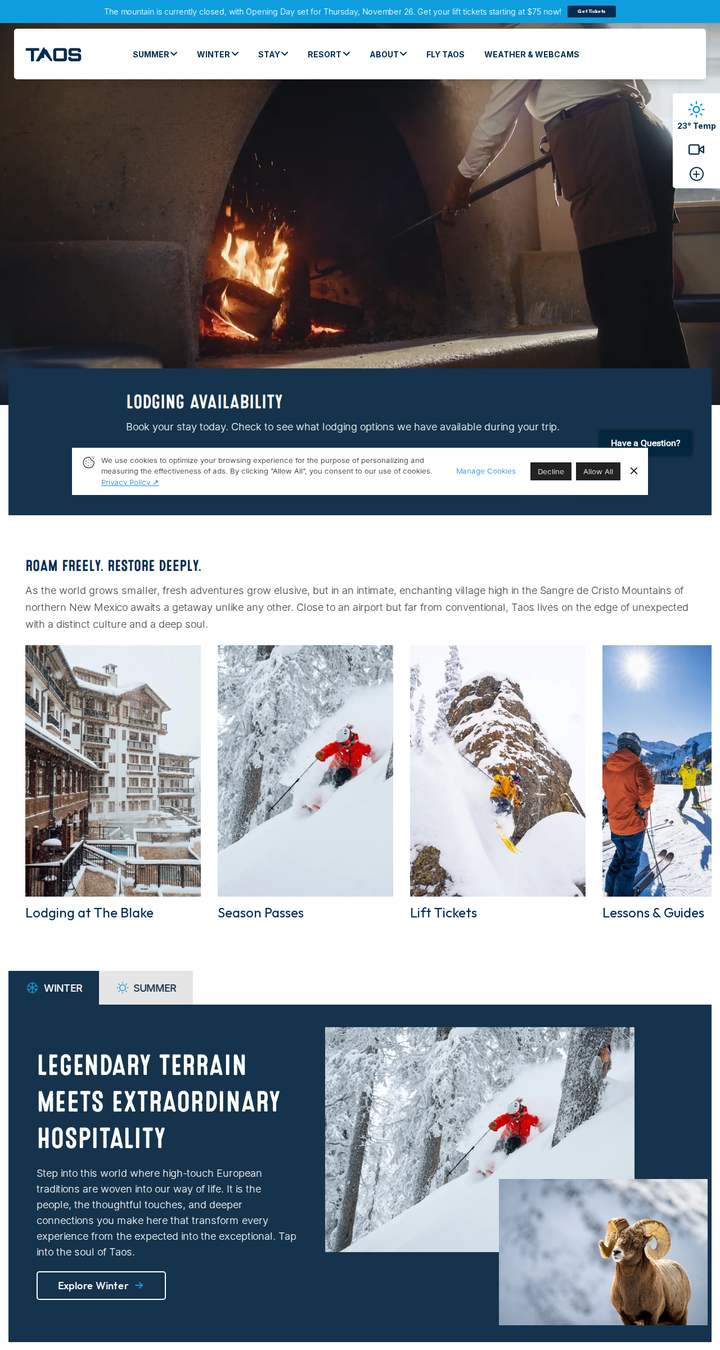 The mountain is currently closed, with Opening Day set for Thursday, November 26. Get your lift tickets starting at $75 now! Get Tickets
TAOS SUMMER WINTER STAY RESORT ABOUT FLY TAOS WEATHER & WEBCAMS
23° Temp
LODGING AVAILABILITY
Book your stay today. Check to see what lodging options we have available during your trip.
Have a Question?
We use cookies to optimize your browsing experience for the purpose of personalizing and
measuring the effectiveness of ads. By clicking "Allow All", you consent to our use of cookies.
Privacy Policy ↗
Manage Cookies Decline Allow All
ROAM FREELY. RESTORE DEEPLY.
As the world grows smaller, fresh adventures grow elusive, but in an intimate, enchanting village high in the Sangre de Cristo Mountains of
northern New Mexico awaits a getaway unlike any other. Close to an airport but far from conventional, Taos lives on the edge of unexpected
with a distinct culture and a deep soul.
Lodging at The Blake Season Passes Lift Tickets Lessons & Guides
WINTER SUMMER
LEGENDARY TERRAIN
MEETS EXTRAORDINARY
HOSPITALITY
Step into this world where high-touch European
traditions are woven into our way of life. It is the
people, the thoughtful touches, and deeper
connections you make here that transform every
experience from the expected into the exceptional. Tap
into the soul of Taos.
Explore Winter →